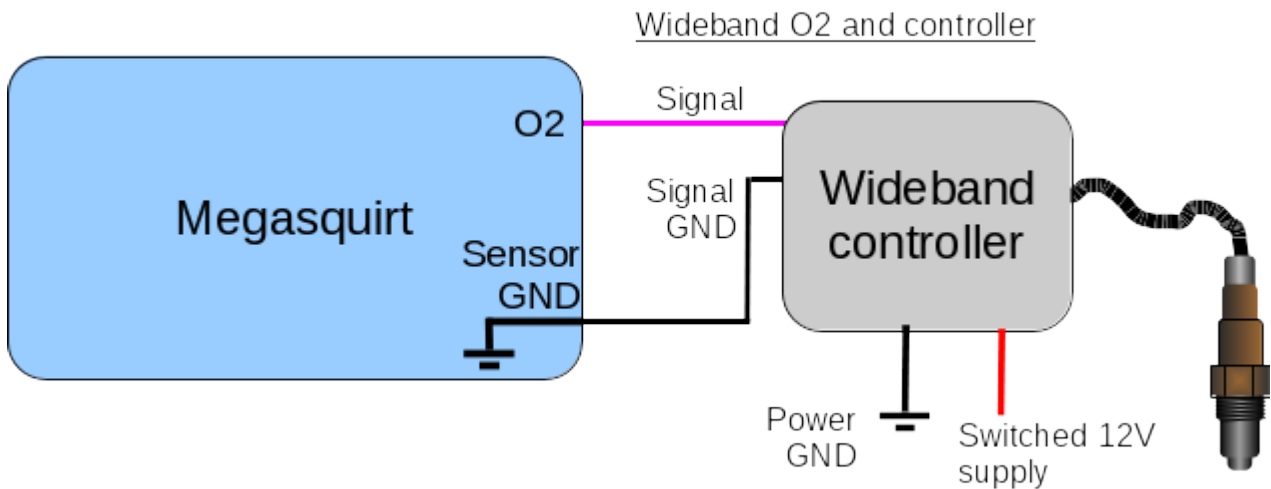 Wideband O2 and controller
Signal
O2
Signal
GND
Megasquirt
Wideband
controller
Sensor
GND
Power
GND
Switched 12V
supply